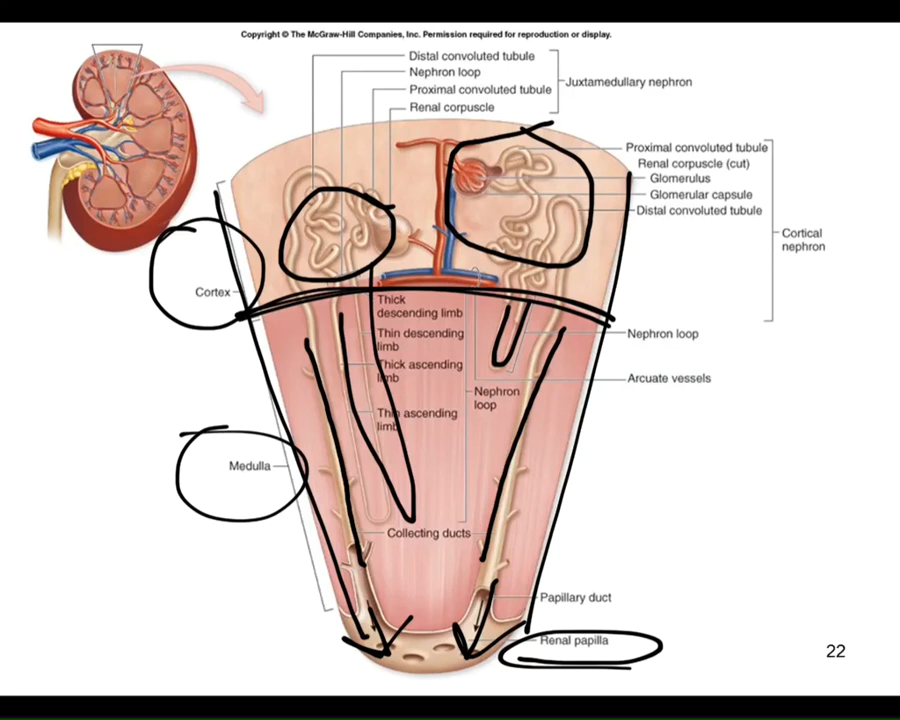 Copyright © The McGraw-Hill Companies, Inc. Permission required for reproduction or display.
Distal convoluted tubule
Nephron loop
Proximal convoluted tubule
Renal corpuscle
Juxtamedullary nephron
Proximal convoluted tubule
Renal corpuscle (cut)
Glomerulus
Glomerular capsule
Distal convoluted tubule
Cortical
nephron
Cortex
Thick
descending limb
Thin descending
limb
Thick ascending
limb
Thin ascending
limb
Nephron
loop
Nephron loop
Arcuate vessels
Medulla
Collecting ducts
Papillary duct
Renal papilla
22